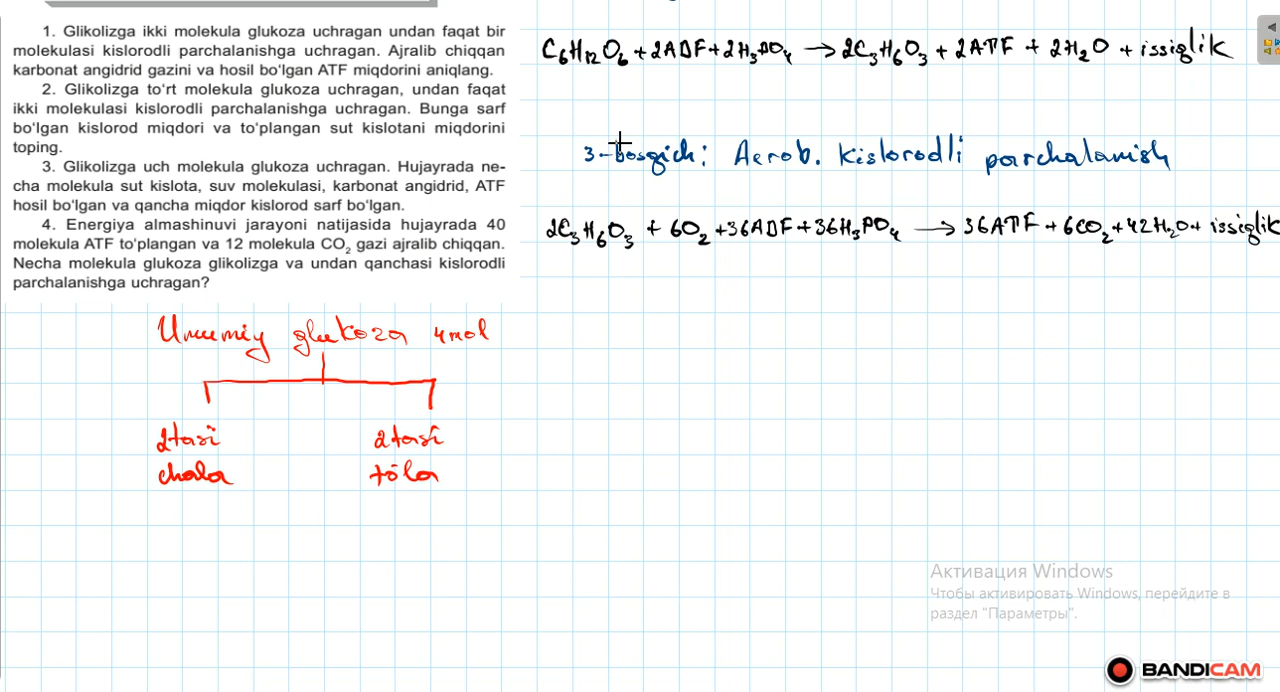 1. Glikolizga ikki molekula glukoza uchragan undan faqat bir
molekulasi kislorodli parchalanishga uchragan. Ajralib chiqqan
karbonat angidrid gazini va hosil bo‘lgan ATF miqdorini aniqlang.
2. Glikolizga to‘rt molekula glukoza uchragan, undan faqat
ikki molekulasi kislorodli parchalanishga uchragan. Bunga sarf
bo‘lgan kislorod miqdori va to‘plangan sut kislotani miqdorini
toping.
3. Glikolizga uch molekula glukoza uchragan. Hujayrada ne-
cha molekula sut kislota, suv molekulasi, karbonat angidrid, ATF
hosil bo‘lgan va qancha miqdor kislorod sarf bo‘lgan.
4. Energiya almashinuvi jarayoni natijasida hujayrada 40
molekula ATF to‘plangan va 12 molekula CO₂ gazi ajralib chiqqan.
Necha molekula glukoza glikolizga va undan qanchasi kislorodli
parchalanishga uchragan?
C₆H₁₂O₆ + 2ADF + 2H₃PO₄ → 2C₃H₆O₃ + 2ATF + 2H₂O + issiqlik
3-bosqich: Aerob. kislorodli parchalanish
2C₃H₆O₃ + 6O₂ + 36ADF + 36H₃PO₄ → 36ATF + 6CO₂ + 42H₂O + issiqlik
Umumiy glukoza 4mol
2tasi 2tasi
chala to‘la
Активация Windows
Чтобы активировать Windows, перейдите в
раздел "Параметры".
BANDICAM